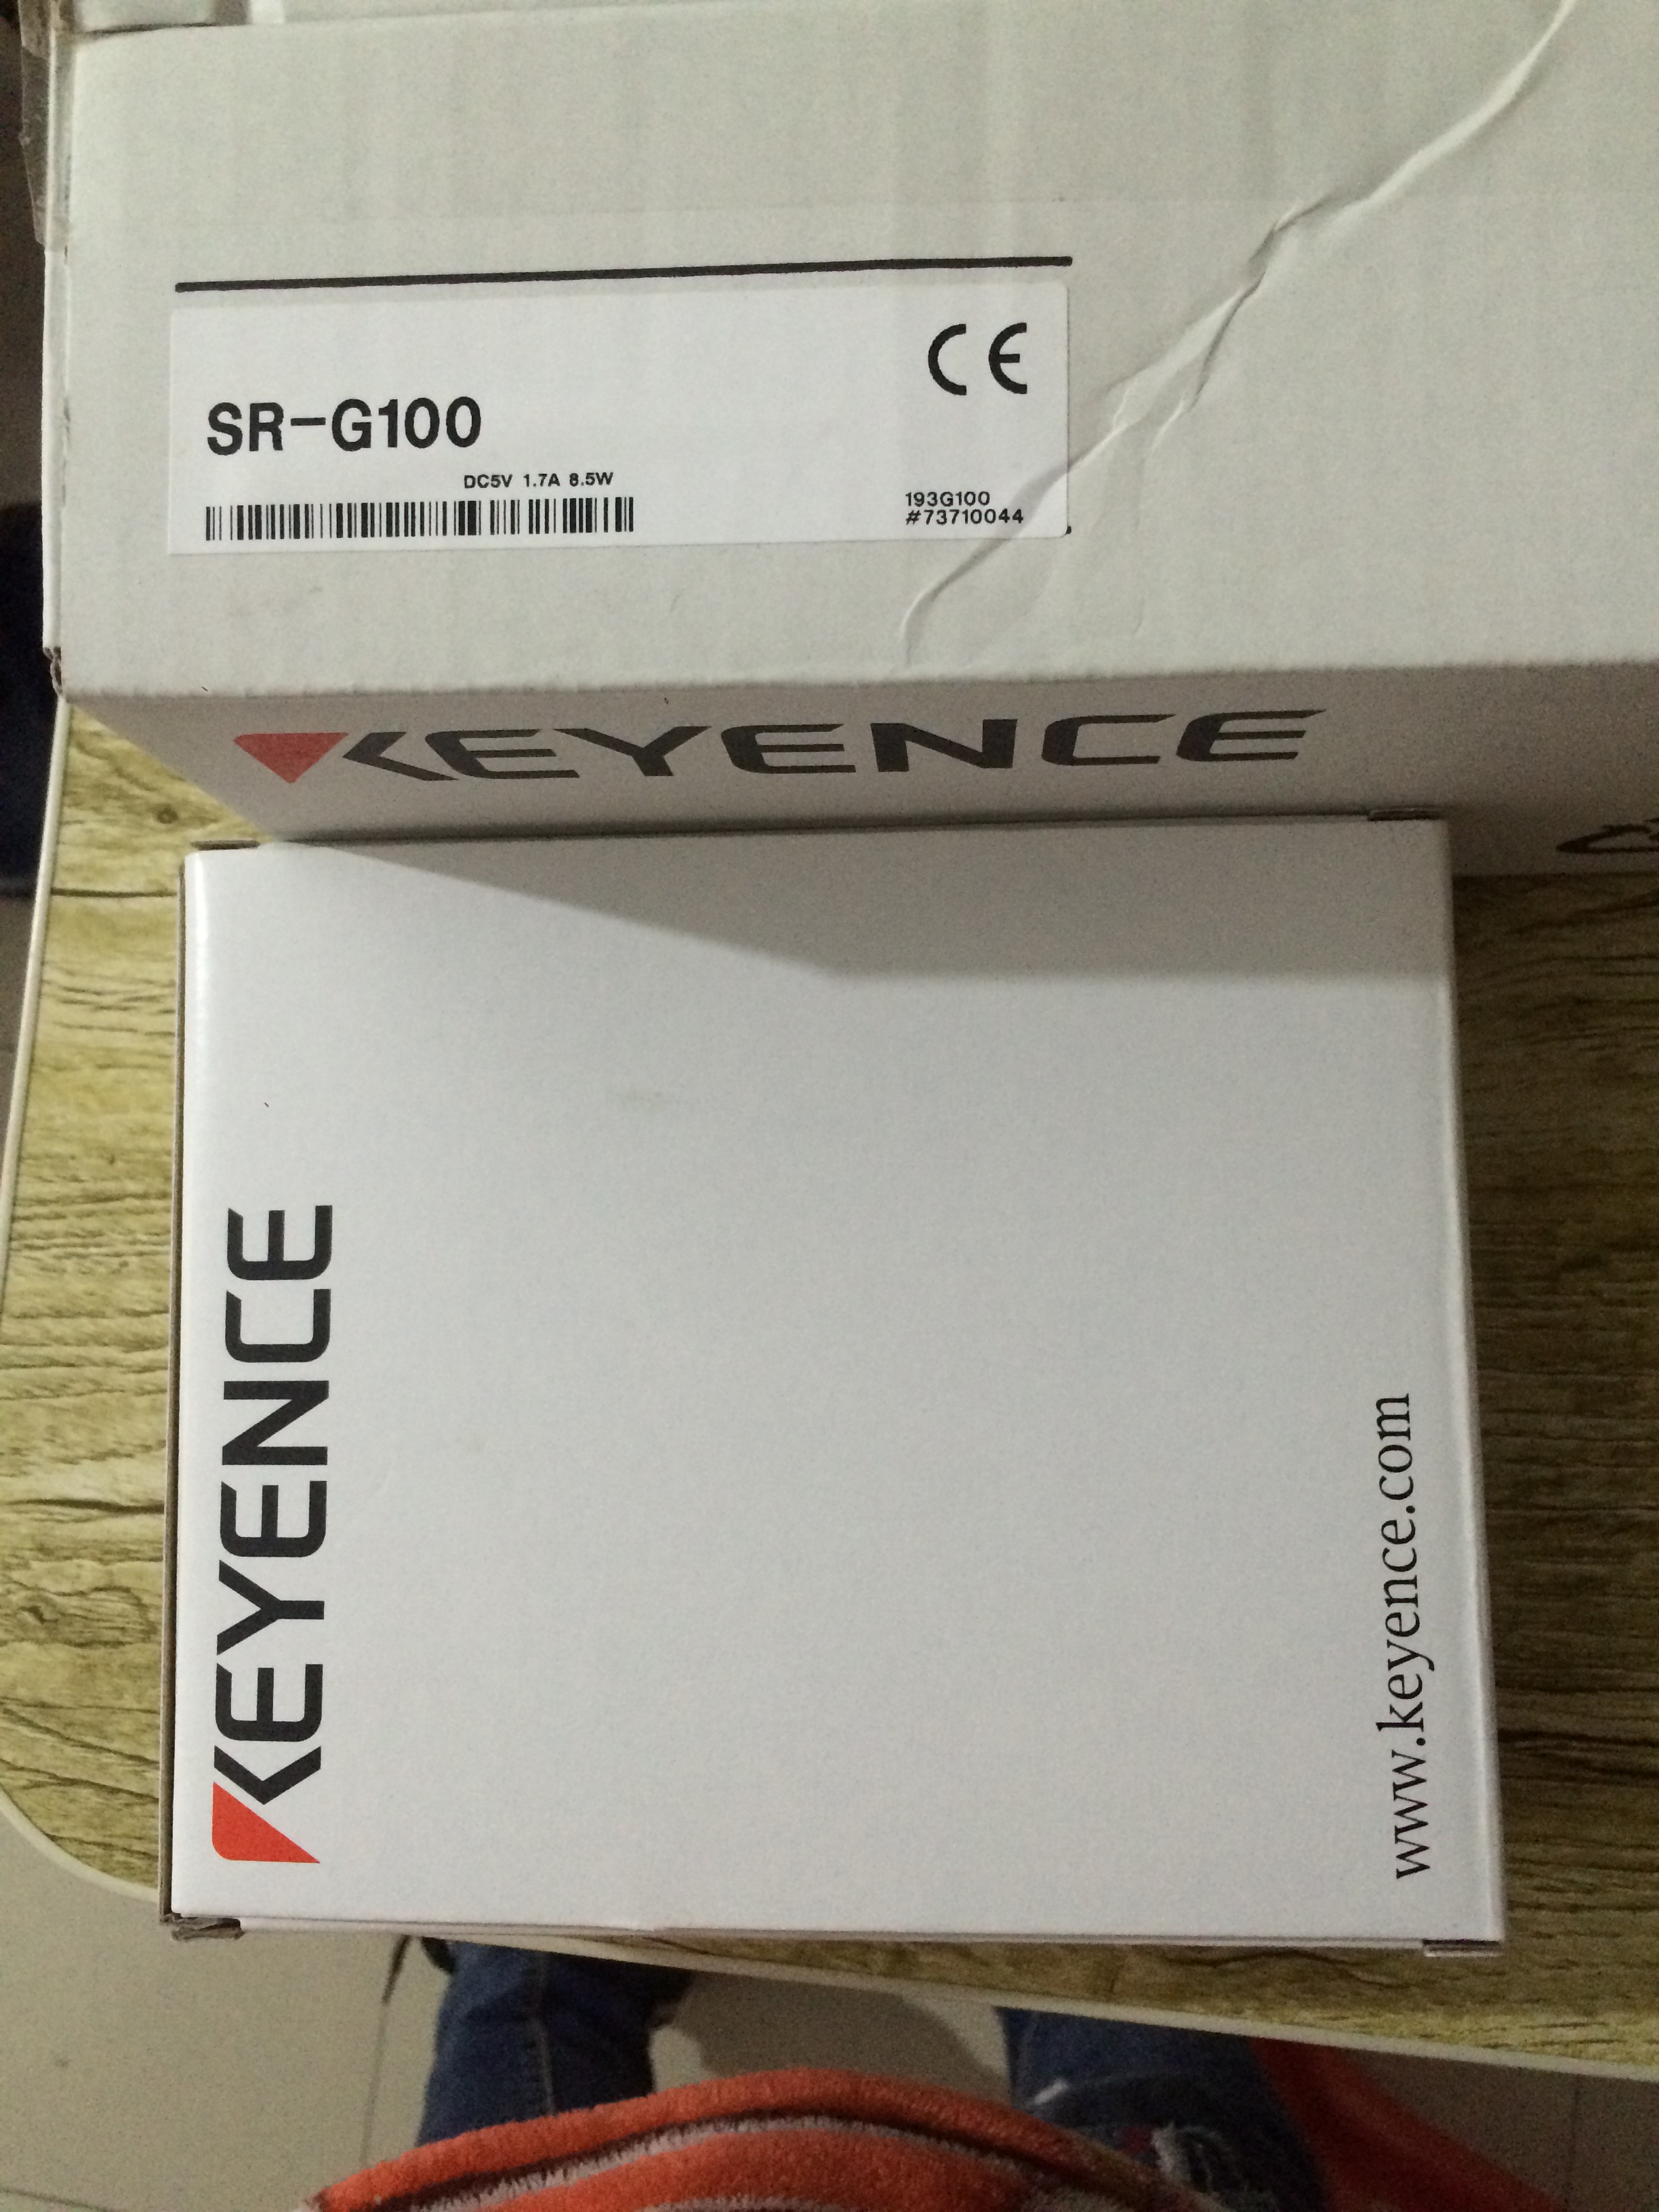 CE
SR-G100
DC5V 1.7A 8.5W
193G100
#73710044
KEYENCE
KEYENCE
www.keyence.com